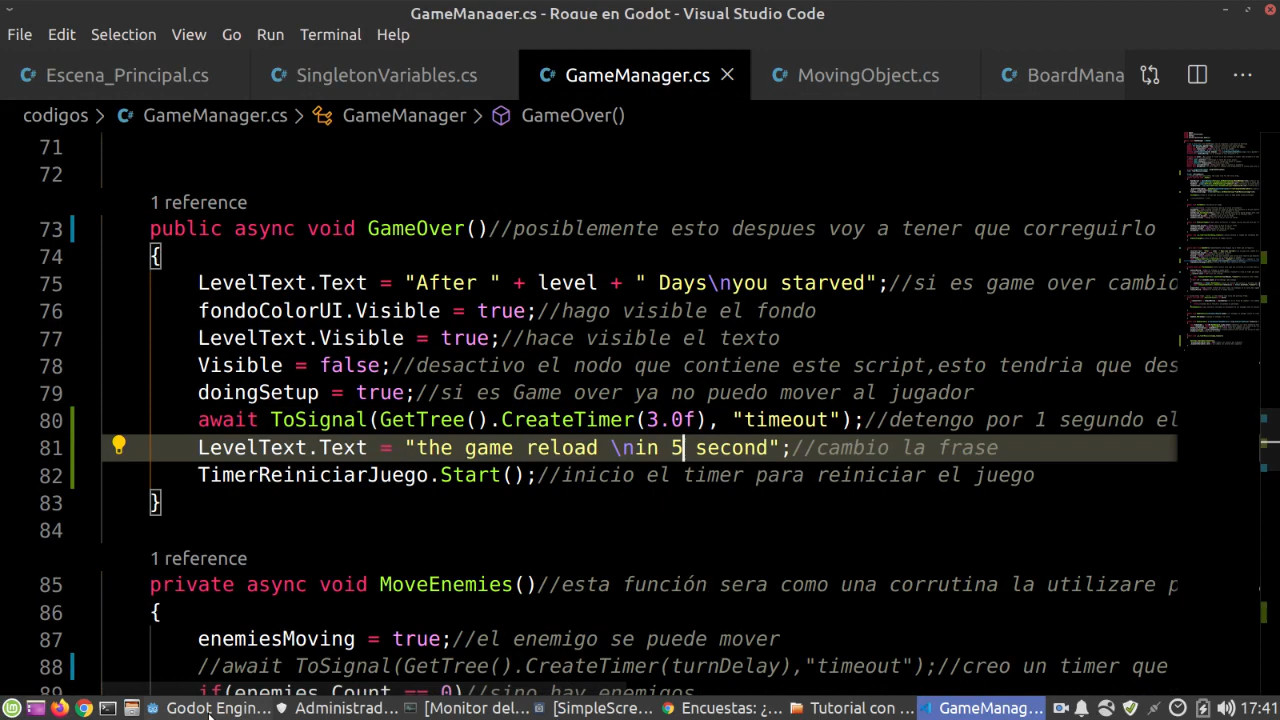 GameManager.cs - Rogue en Godot - Visual Studio Code
File Edit Selection View Go Run Terminal Help
Escena_Principal.cs SingletonVariables.cs GameManager.cs MovingObject.cs BoardMana
codigos > GameManager.cs > GameManager > GameOver()
71
72
1 reference
73 public async void GameOver()//posiblemente esto despues voy a tener que correguirlo
74 {
75 LevelText.Text = "After " + Level + " Days\nyou starved";//si es game over cambio
76 fondoColorUI.Visible = true;//hago visible el fondo
77 LevelText.Visible = true;//hace visible el texto
78 Visible = false;//desactivo el nodo que contiene este script,esto tendria que des
79 doingSetup = true;//si es Game over ya no puedo mover al jugador
80 await ToSignal(GetTree().CreateTimer(3.0f), "timeout");//detengo por 1 segundo el
81 LevelText.Text = "the game reload \nin 5 second";//cambio la frase
82 TimerReiniciarJuego.Start();//inicio el timer para reiniciar el juego
83 }
84
1 reference
85 private async void MoveEnemies()//esta función sera como una corrutina la utilizare p
86 {
87 enemiesMoving = true;//el enemigo se puede mover
88 //await ToSignal(GetTree().CreateTimer(turnDelay),"timeout");//creo un timer que
89 if(enemies.Count == 0)//sino hay enemigos
Godot Engin... Administrad... [Monitor del... [SimpleScre... Encuestas: ¿... Tutorial con ... GameManag... 17:41